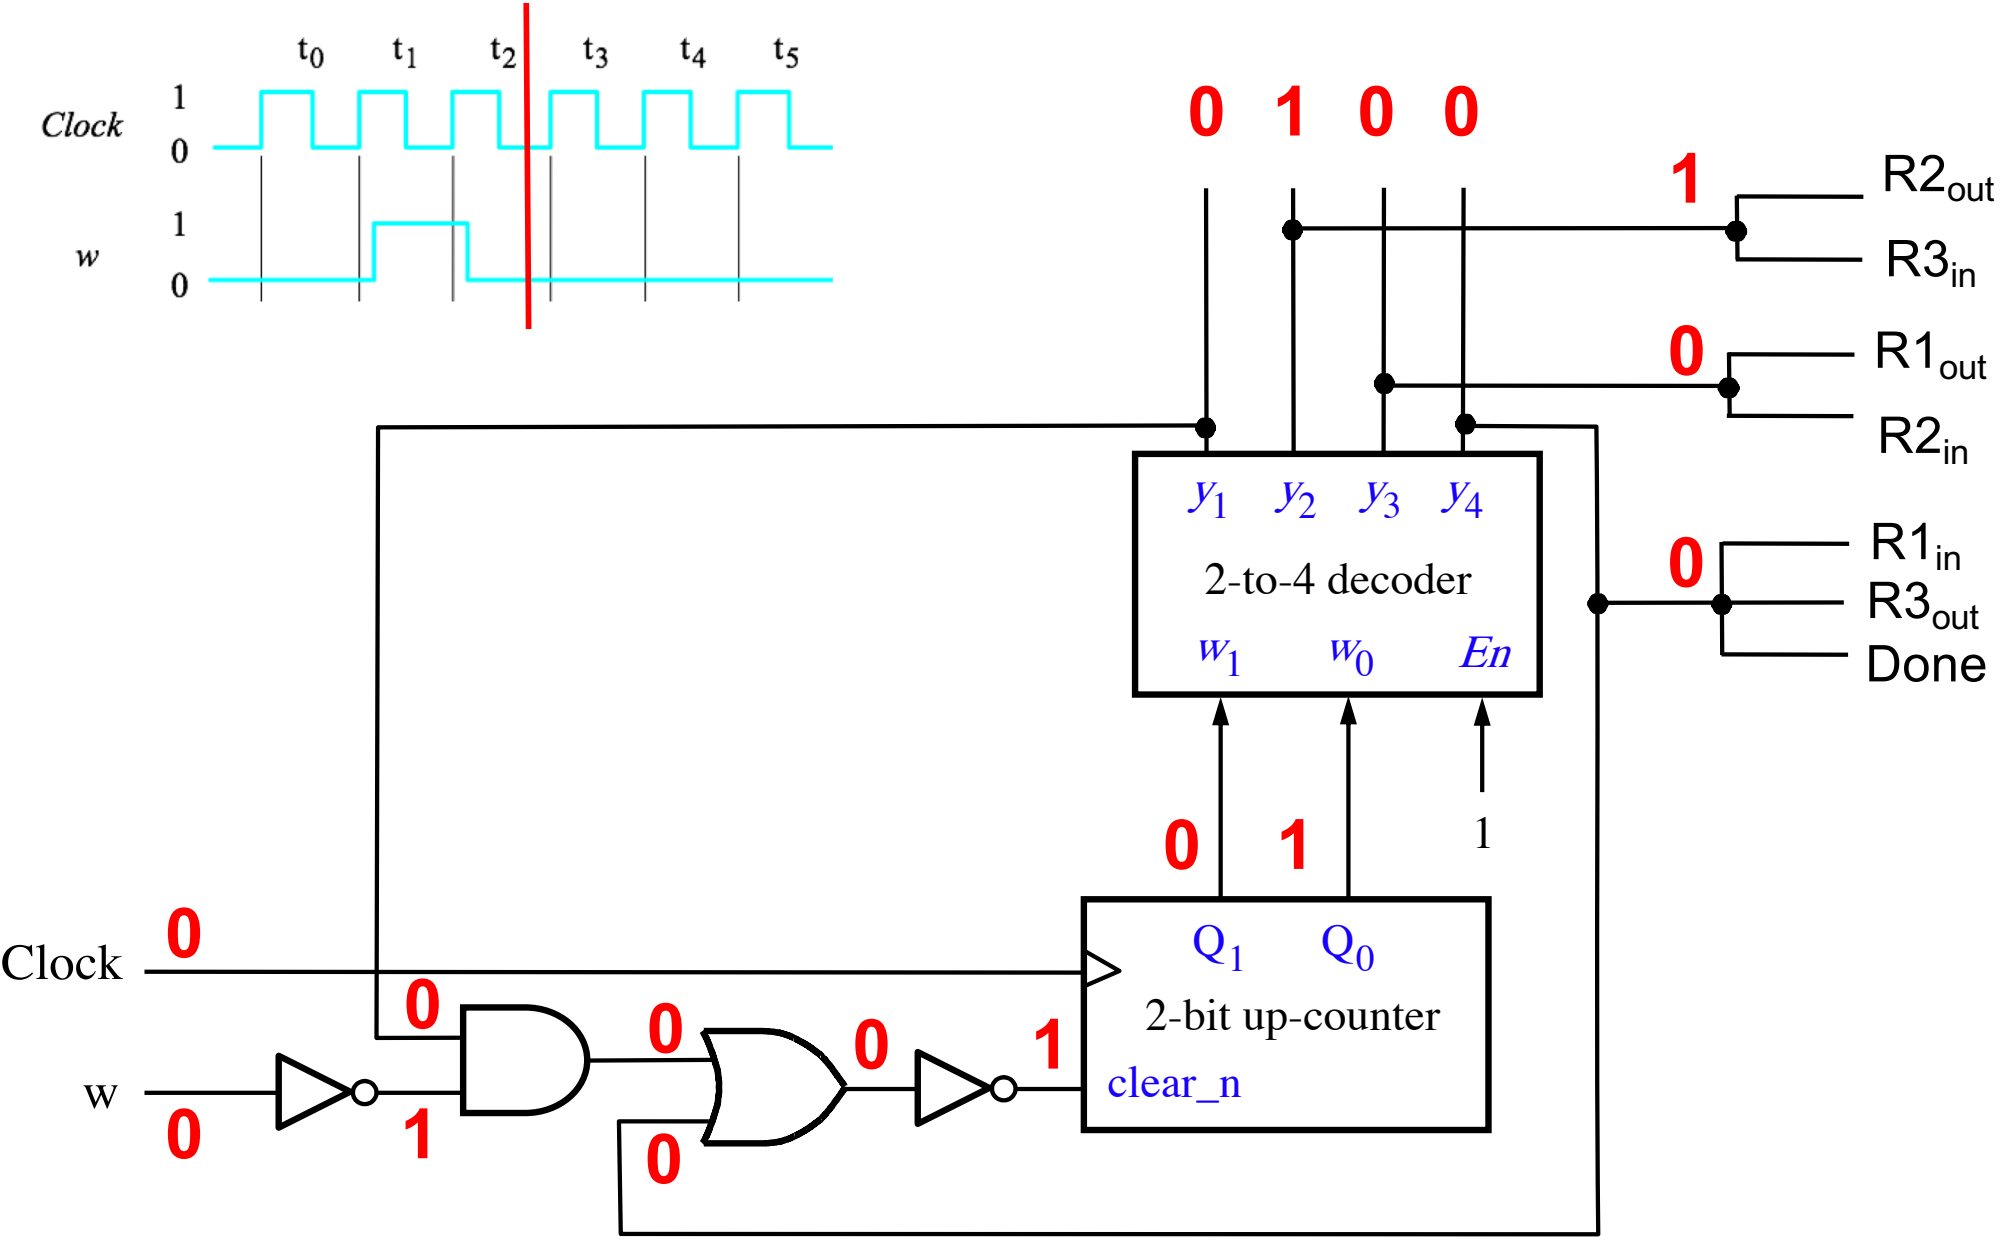 t0 t1 t2 t3 t4 t5
Clock 1
0
w 1
0
0 1 0 0
1 R2out
R3in
0 R1out
R2in
y1 y2 y3 y4
2-to-4 decoder
w1 w0 En
0 R1in
R3out
Done
0 1 1
Clock 0
Q1 Q0
2-bit up-counter
clear_n
0 0 0 1
w 0 1 0